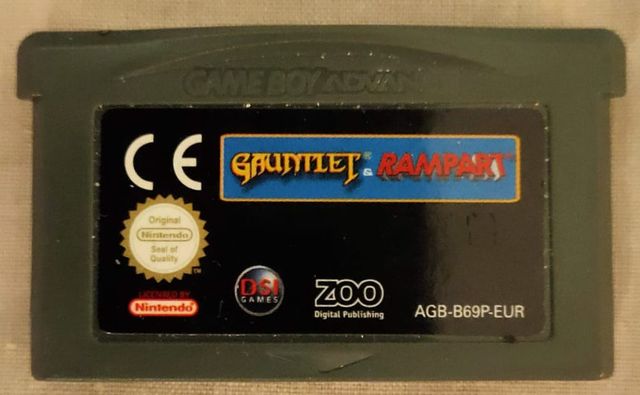 GAME BOY ADVANCE
CE
GAUNTLET® & RAMPART
Original
Nintendo
Seal of
Quality
TM
LICENSED BY
Nintendo
DSI
GAMES
ZOO
Digital Publishing
AGB-B69P-EUR